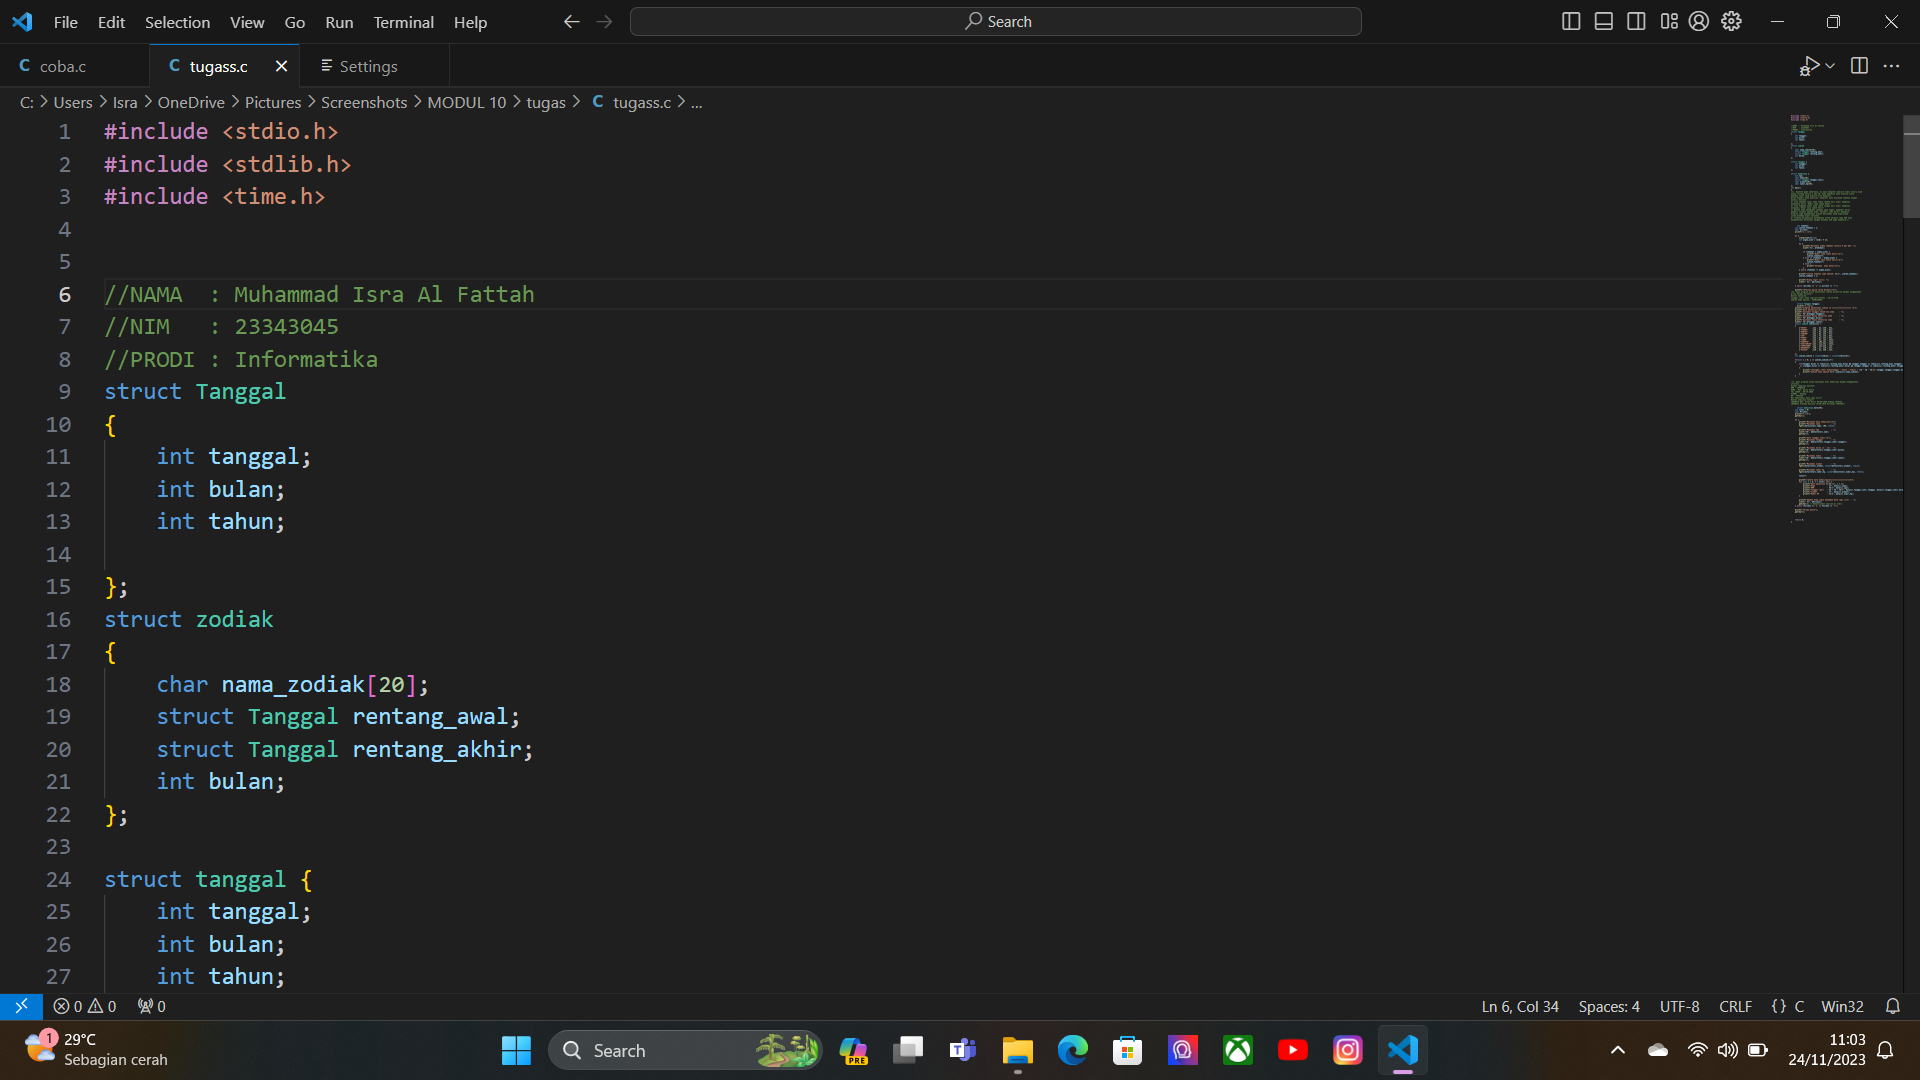 File Edit Selection View Go Run Terminal Help Search
coba.c tugass.c Settings
C: > Users > Isra > OneDrive > Pictures > Screenshots > MODUL 10 > tugas > C tugass.c > ...
1 #include <stdio.h>
2 #include <stdlib.h>
3 #include <time.h>
4
5
6 //NAMA  : Muhammad Isra Al Fattah
7 //NIM   : 23343045
8 //PRODI : Informatika
9 struct Tanggal
10 {
11     int tanggal;
12     int bulan;
13     int tahun;
14
15 };
16 struct zodiak
17 {
18     char nama_zodiak[20];
19     struct Tanggal rentang_awal;
20     struct Tanggal rentang_akhir;
21     int bulan;
22 };
23
24 struct tanggal {
25     int tanggal;
26     int bulan;
27     int tahun;
0 0 0 Ln 6, Col 34 Spaces: 4 UTF-8 CRLF {} C Win32
1 29°C
Sebagian cerah
Search
PRE
11:03
24/11/2023